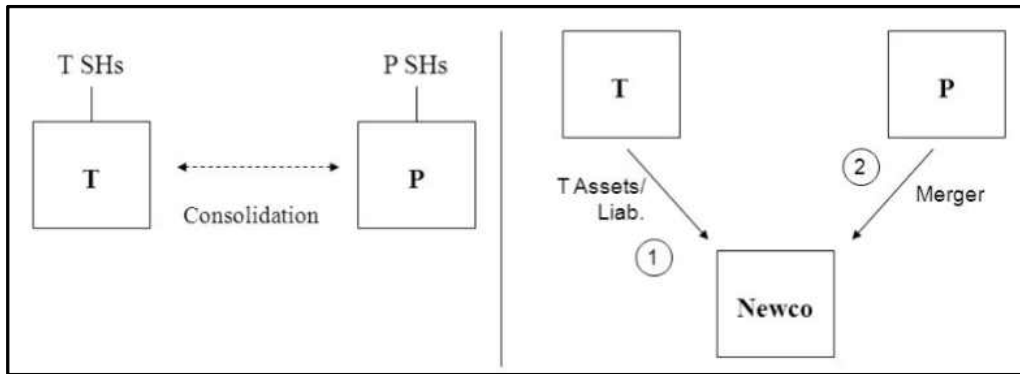 T SHs
P SHs
T
P
Consolidation
T
P
T Assets/
Liab.
1
2
Merger
Newco